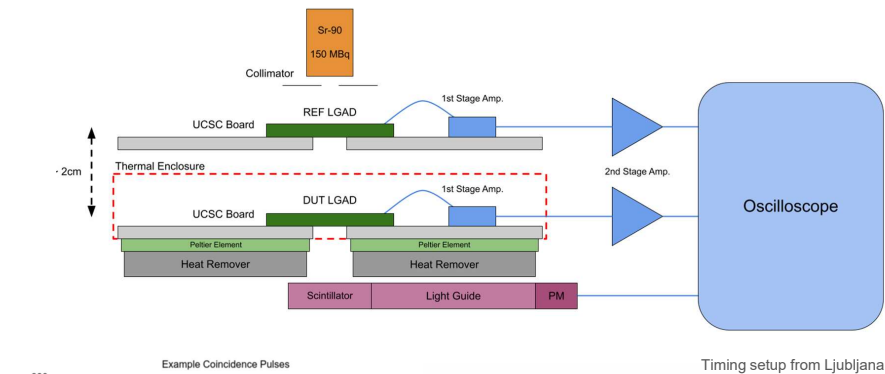 Sr-90
150 MBq
Collimator
1st Stage Amp.
REF LGAD
UCSC Board
Thermal Enclosure
2cm
2nd Stage Amp.
1st Stage Amp.
DUT LGAD
UCSC Board
Oscilloscope
Peltier Element
Peltier Element
Heat Remover
Heat Remover
Scintillator
Light Guide
PM
Example Coincidence Pulses
Timing setup from Ljubljana